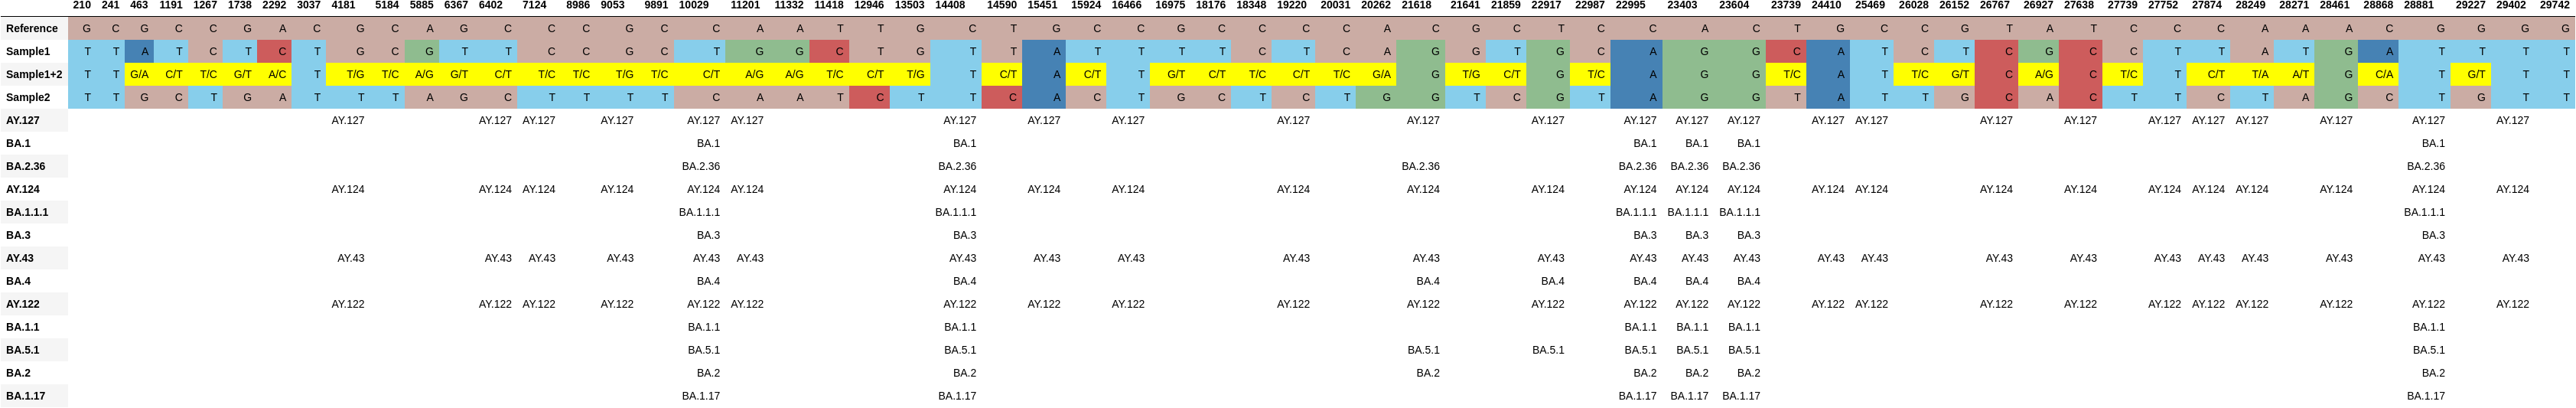 210 241 463 1191 1267 1738 2292 3037 4181 5184 5885 6367 6402 7124 8986 9053 9891 10029 11201 11332 11418 12946 13503 14408 14590 15451 15924 16466 16975 18176 18348 19220 20031 20262 21618 21641 21859 22917 22987 22995 23403 23604 23739 24410 25469 26028 26152 26767 26927 27638 27739 27752 27874 28249 28271 28461 28868 28881 29227 29402 29742
Reference G C G C C G A C G C A G C C C G C C A A T T G C T G C C G C C C C A C G C T C C A C T G C C G T A T C C C A A A C G G G G
Sample1 T T A T C T C T G C G T T C C G C T G G C T G T T A T T T T C T C A G G T G C A G G C A T C T C G C C T T A T G A T T T T
Sample1+2 T T G/A C/T T/C G/T A/C T T/G T/C A/G G/T C/T T/C T/C T/G T/C C/T A/G A/G T/C C/T T/G T C/T A C/T T G/T C/T T/C C/T T/C G/A G T/G C/T G T/C A G G T/C A T T/C G/T C A/G C T/C T C/T T/A A/T G C/A T G/T T T
Sample2 T T G C T G A T T T A G C T T T T C A A T C T T C A C T G C T C T G G T C G T A G G T A T T G C A C T T C T A G C T G T T
AY.127 AY.127 AY.127 AY.127 AY.127 AY.127 AY.127 AY.127 AY.127 AY.127 AY.127 AY.127 AY.127 AY.127 AY.127 AY.127 AY.127 AY.127 AY.127 AY.127 AY.127 AY.127 AY.127 AY.127 AY.127 AY.127
BA.1 BA.1 BA.1 BA.1 BA.1 BA.1 BA.1
BA.2.36 BA.2.36 BA.2.36 BA.2.36 BA.2.36 BA.2.36 BA.2.36 BA.2.36
AY.124 AY.124 AY.124 AY.124 AY.124 AY.124 AY.124 AY.124 AY.124 AY.124 AY.124 AY.124 AY.124 AY.124 AY.124 AY.124 AY.124 AY.124 AY.124 AY.124 AY.124 AY.124 AY.124 AY.124 AY.124 AY.124
BA.1.1.1 BA.1.1.1 BA.1.1.1 BA.1.1.1 BA.1.1.1 BA.1.1.1 BA.1.1.1
BA.3 BA.3 BA.3 BA.3 BA.3 BA.3 BA.3
AY.43 AY.43 AY.43 AY.43 AY.43 AY.43 AY.43 AY.43 AY.43 AY.43 AY.43 AY.43 AY.43 AY.43 AY.43 AY.43 AY.43 AY.43 AY.43 AY.43 AY.43 AY.43 AY.43 AY.43 AY.43 AY.43
BA.4 BA.4 BA.4 BA.4 BA.4 BA.4 BA.4 BA.4
AY.122 AY.122 AY.122 AY.122 AY.122 AY.122 AY.122 AY.122 AY.122 AY.122 AY.122 AY.122 AY.122 AY.122 AY.122 AY.122 AY.122 AY.122 AY.122 AY.122 AY.122 AY.122 AY.122 AY.122 AY.122 AY.122
BA.1.1 BA.1.1 BA.1.1 BA.1.1 BA.1.1 BA.1.1 BA.1.1
BA.5.1 BA.5.1 BA.5.1 BA.5.1 BA.5.1 BA.5.1 BA.5.1 BA.5.1 BA.5.1
BA.2 BA.2 BA.2 BA.2 BA.2 BA.2 BA.2 BA.2
BA.1.17 BA.1.17 BA.1.17 BA.1.17 BA.1.17 BA.1.17 BA.1.17